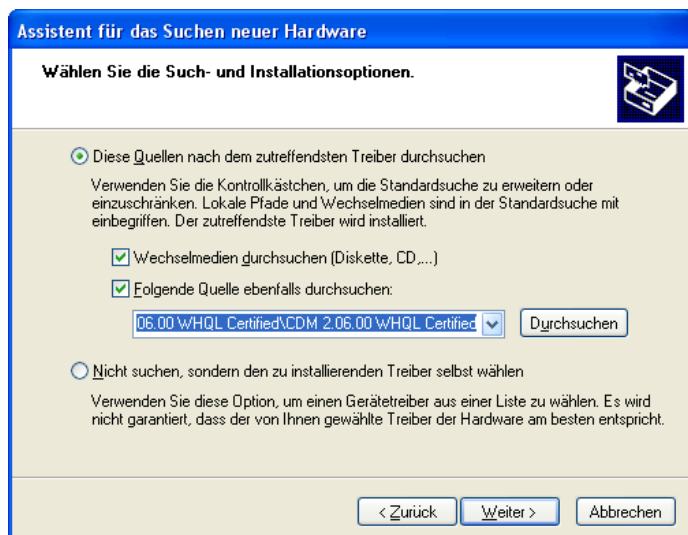 Assistent für das Suchen neuer Hardware
Wählen Sie die Such- und Installationsoptionen.
Diese Quellen nach dem zutreffendsten Treiber durchsuchen
Verwenden Sie die Kontrollkästchen, um die Standardsuche zu erweitern oder
einzuschränken. Lokale Pfade und Wechselmedien sind in der Standardsuche mit
einbegriffen. Der zutreffendste Treiber wird installiert.
Wechselmedien durchsuchen (Diskette, CD,...)
Folgende Quelle ebenfalls durchsuchen:
06.00 WHQL Certified\CDM 2.06.00 WHQL Certified
Durchsuchen
Nicht suchen, sondern den zu installierenden Treiber selbst wählen
Verwenden Sie diese Option, um einen Gerätetreiber aus einer Liste zu wählen. Es wird
nicht garantiert, dass der von Ihnen gewählte Treiber der Hardware am besten entspricht.
< Zurück Weiter > Abbrechen